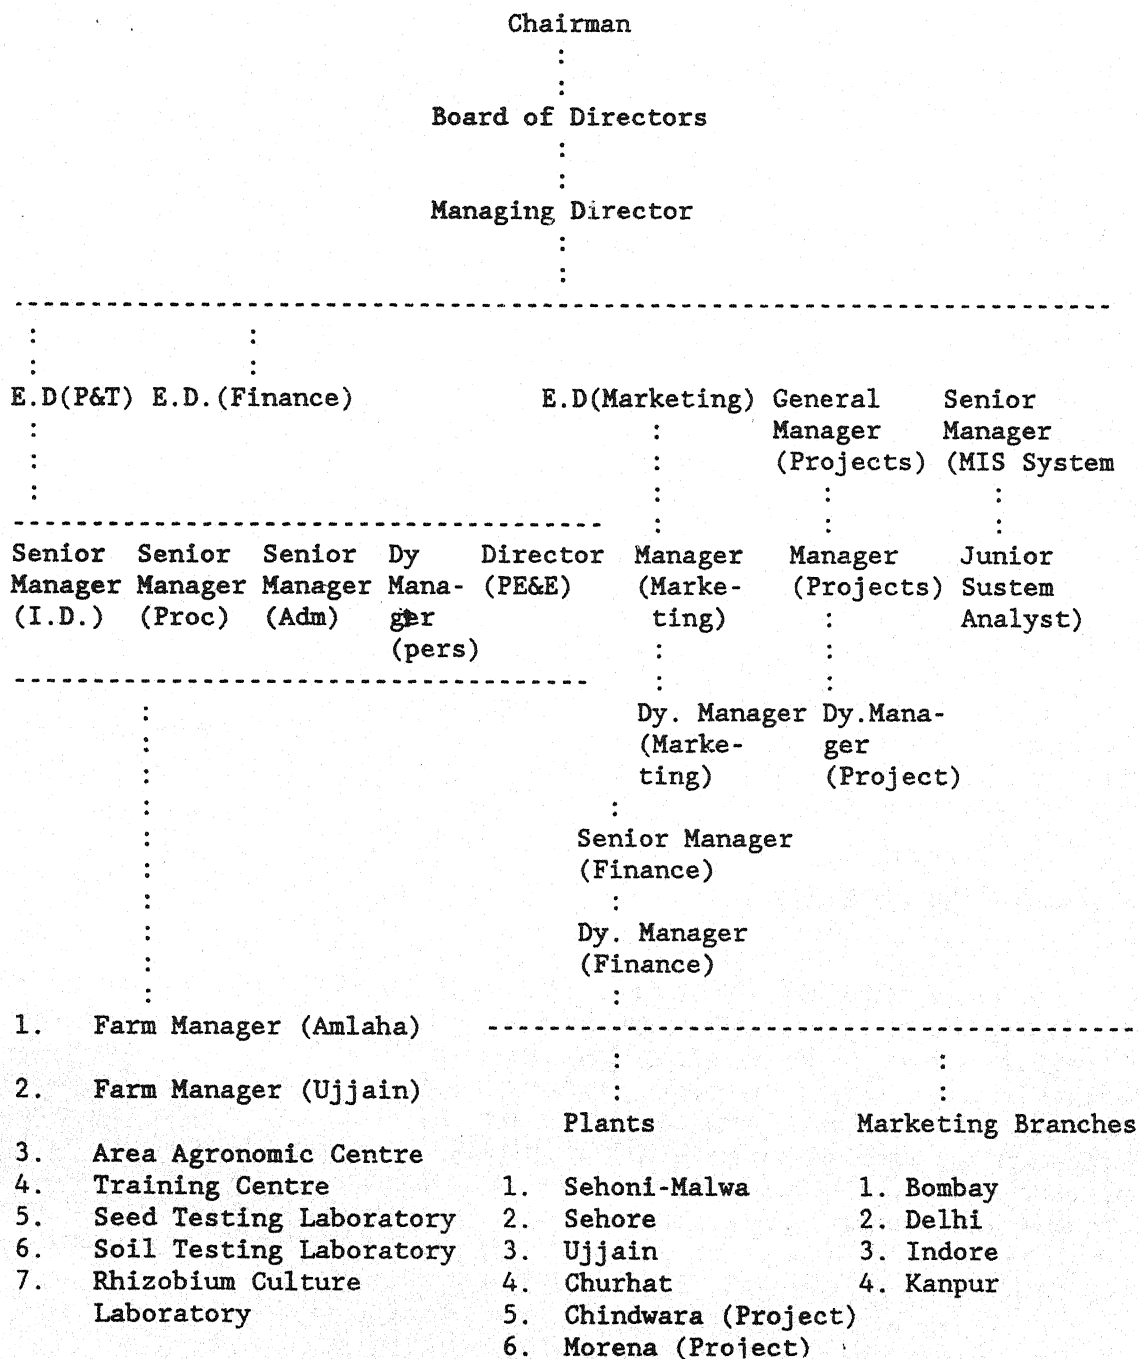 Chairman
:
:
Board of Directors
:
:
Managing Director
:
:
----------------------------------------------------------------------
: :
: :
E.D(P&T) E.D.(Finance) E.D(Marketing) General Senior
: : Manager Manager
: : (Projects) (MIS System
: : : :
-------------------------------------- : : :
Senior Senior Senior Dy Director Manager Manager Junior
Manager Manager Manager Mana- (PE&E) (Marke- (Projects) Sustem
(I.D.) (Proc) (Adm) ger ting) : Analyst)
(pers) : :
------------------------------------- : :
: Dy. Manager Dy.Mana-
: (Marke- ger
: ting) (Project)
: :
: Senior Manager
: (Finance)
: :
: Dy. Manager
: (Finance)
: :
1. Farm Manager (Amlaha) ------------------------------------------
: :
2. Farm Manager (Ujjain) : :
Plants Marketing Branches
3. Area Agronomic Centre
4. Training Centre 1. Sehoni-Malwa 1. Bombay
5. Seed Testing Laboratory 2. Sehore 2. Delhi
6. Soil Testing Laboratory 3. Ujjain 3. Indore
7. Rhizobium Culture 4. Churhat 4. Kanpur
Laboratory 5. Chindwara (Project)
6. Morena (Project)